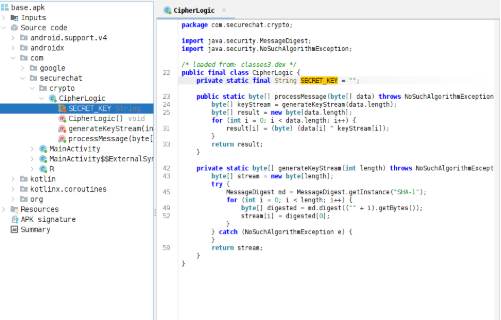 base.apk
Inputs
Source code
android.support.v4
androidx
com
google
securechat
crypto
CipherLogic
SECRET_KEY String
CipherLogic() void
generateKeyStream(in
processMessage(byte[
MainActivity
MainActivity$$ExternalSyn
R
kotlin
kotlinx.coroutines
org
Resources
APK signature
Summary
CipherLogic
package com.securechat.crypto;
import java.security.MessageDigest;
import java.security.NoSuchAlgorithmException;
/* loaded from: classes3.dex */
22 public final class CipherLogic {
private static final String SECRET_KEY = "";
23 public static byte[] processMessage(byte[] data) throws NoSuchAlgorithmException
24 byte[] keyStream = generateKeyStream(data.length);
25 byte[] result = new byte[data.length];
for (int i = 0; i < data.length; i++) {
31 result[i] = (byte) (data[i] ^ keyStream[i]);
}
33 return result;
}
42 private static byte[] generateKeyStream(int length) throws NoSuchAlgorithmExcept
43 byte[] stream = new byte[length];
try {
45 MessageDigest md = MessageDigest.getInstance("SHA-1");
for (int i = 0; i < length; i++) {
49 byte[] digested = md.digest(("" + i).getBytes());
52 stream[i] = digested[0];
}
} catch (NoSuchAlgorithmException e) {
}
59 return stream;
}
}